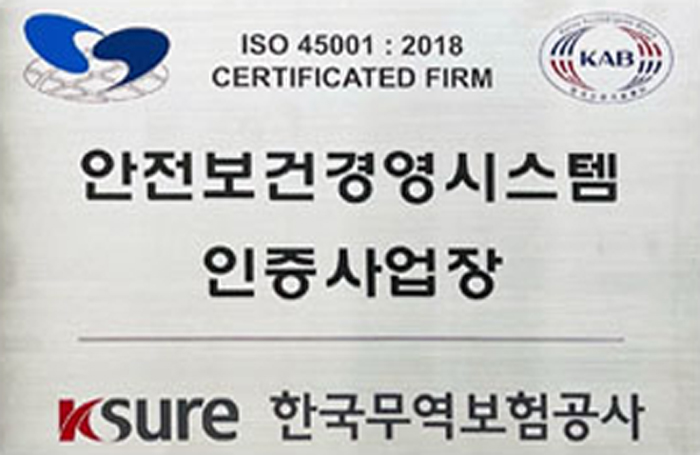 ISO 45001 : 2018
CERTIFICATED FIRM
KAB
안전보건경영시스템
인증사업장
Ksure 한국무역보험공사